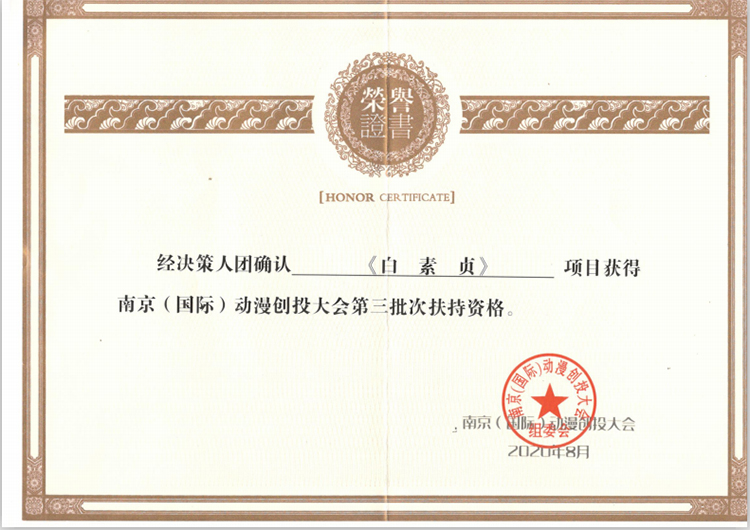 榮譽
證書
[HONOR CERTIFICATE]
经决策人团确认 《白 素 贞》 项目获得
南京(国际)动漫创投大会第三批次扶持资格。
南京(国际)动漫创投大会
组委会
南京(国际)动漫创投大会
2020年8月